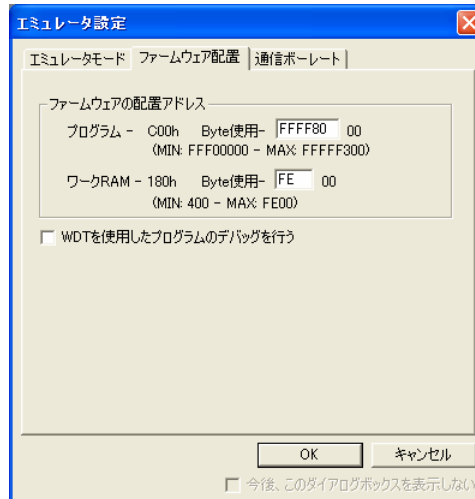 エミュレータ設定
エミュレータモード ファームウェア配置 通信ボーレート
ファームウェアの配置アドレス
プログラム - C00h Byte使用- FFFF80 00
(MIN: FFF00000 - MAX: FFFFF300)
ワークRAM - 180h Byte使用- FE 00
(MIN: 400 - MAX: FE00)
WDTを使用したプログラムのデバッグを行う
OK キャンセル
今後、このダイアログボックスを表示しない